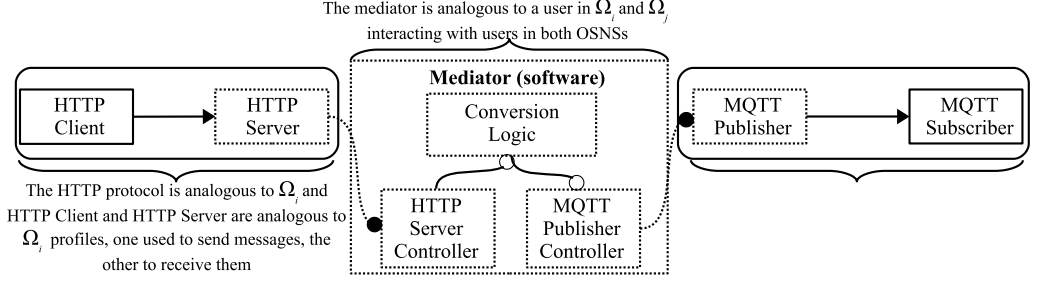 The mediator is analogous to a user in Ωi and Ωj
interacting with users in both OSNSs
Mediator (software)
HTTP
Client
HTTP
Server
Conversion
Logic
MQTT
Publisher
MQTT
Subscriber
HTTP
Server
Controller
MQTT
Publisher
Controller
The HTTP protocol is analogous to Ωi and
HTTP Client and HTTP Server are analogous to
Ωi profiles, one used to send messages, the
other to receive them